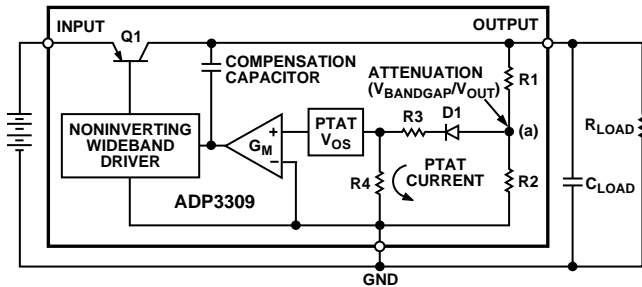 INPUT
OUTPUT
Q1
COMPENSATION
CAPACITOR
ATTENUATION
(VBANDGAP/VOUT)
R1
D1
R3
(a)
RLOAD
NONINVERTING
WIDEBAND
DRIVER
GM
+
–
PTAT
VOS
R4
PTAT
CURRENT
R2
CLOAD
ADP3309
GND